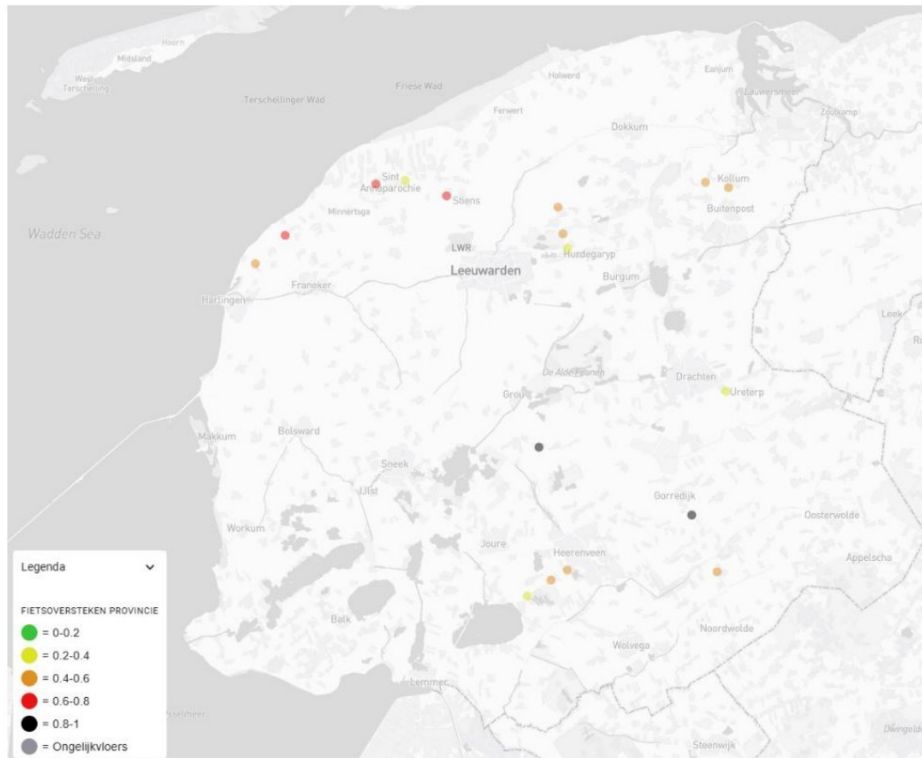 Hoorn
Midsland
West-
Terschelling
Terschellinger Wad
Friese Wad
Holwerd
Eanjum
Lauwersmeer
Zoutkamp
Ferwert
Dokkum
Sint
Annaparochie
Stiens
Kollum
Buitenpost
Minnertsga
Wadden Sea
LWR
Leeuwarden
Hurdegaryp
Burgum
Harlingen
Franeker
Leek
De Alde Feanen
Drachten
Ureterp
Grou
Makkum
Bolsward
Sneek
IJlst
Gorredijk
Oosterwolde
Workum
Joure
Heerenveen
Appelscha
Balk
Noordwolde
Wolvega
Lemmer
Steenwijk
Legenda
FIETSOVERSTEKEN PROVINCIE
= 0-0.2
= 0.2-0.4
= 0.4-0.6
= 0.6-0.8
= 0.8-1
= Ongelijkvloers